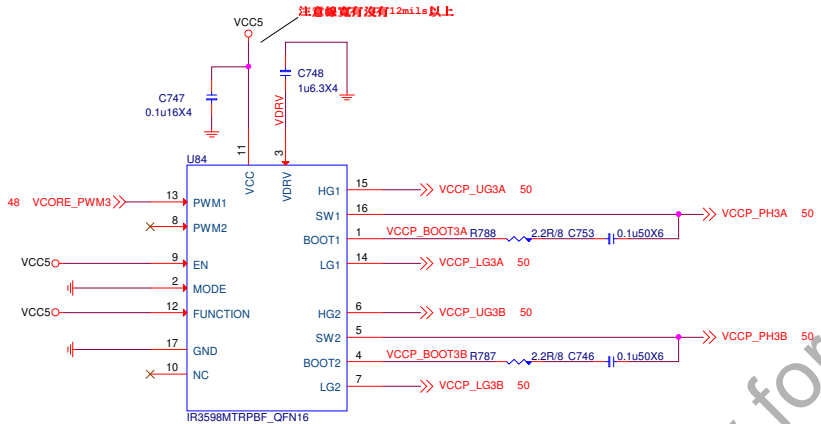 注意線寬有沒有12mils以上
VCC5
C748
1u6.3X4
C747
0.1u16X4
VDRV
U84
11
3
VCC
VDRV
48 VCORE_PWM3
13 PWM1
8 PWM2
VCC5
9 EN
2 MODE
VCC5
12 FUNCTION
17 GND
10 NC
HG1 15 VCCP_UG3A 50
SW1 16 VCCP_PH3A 50
BOOT1 1 VCCP_BOOT3A R788 2.2R/8 C753 0.1u50X6
LG1 14 VCCP_LG3A 50
HG2 6 VCCP_UG3B 50
SW2 5 VCCP_PH3B 50
BOOT2 4 VCCP_BOOT3B R787 2.2R/8 C746 0.1u50X6
LG2 7 VCCP_LG3B 50
IR3598MTRPBF_QFN16
for